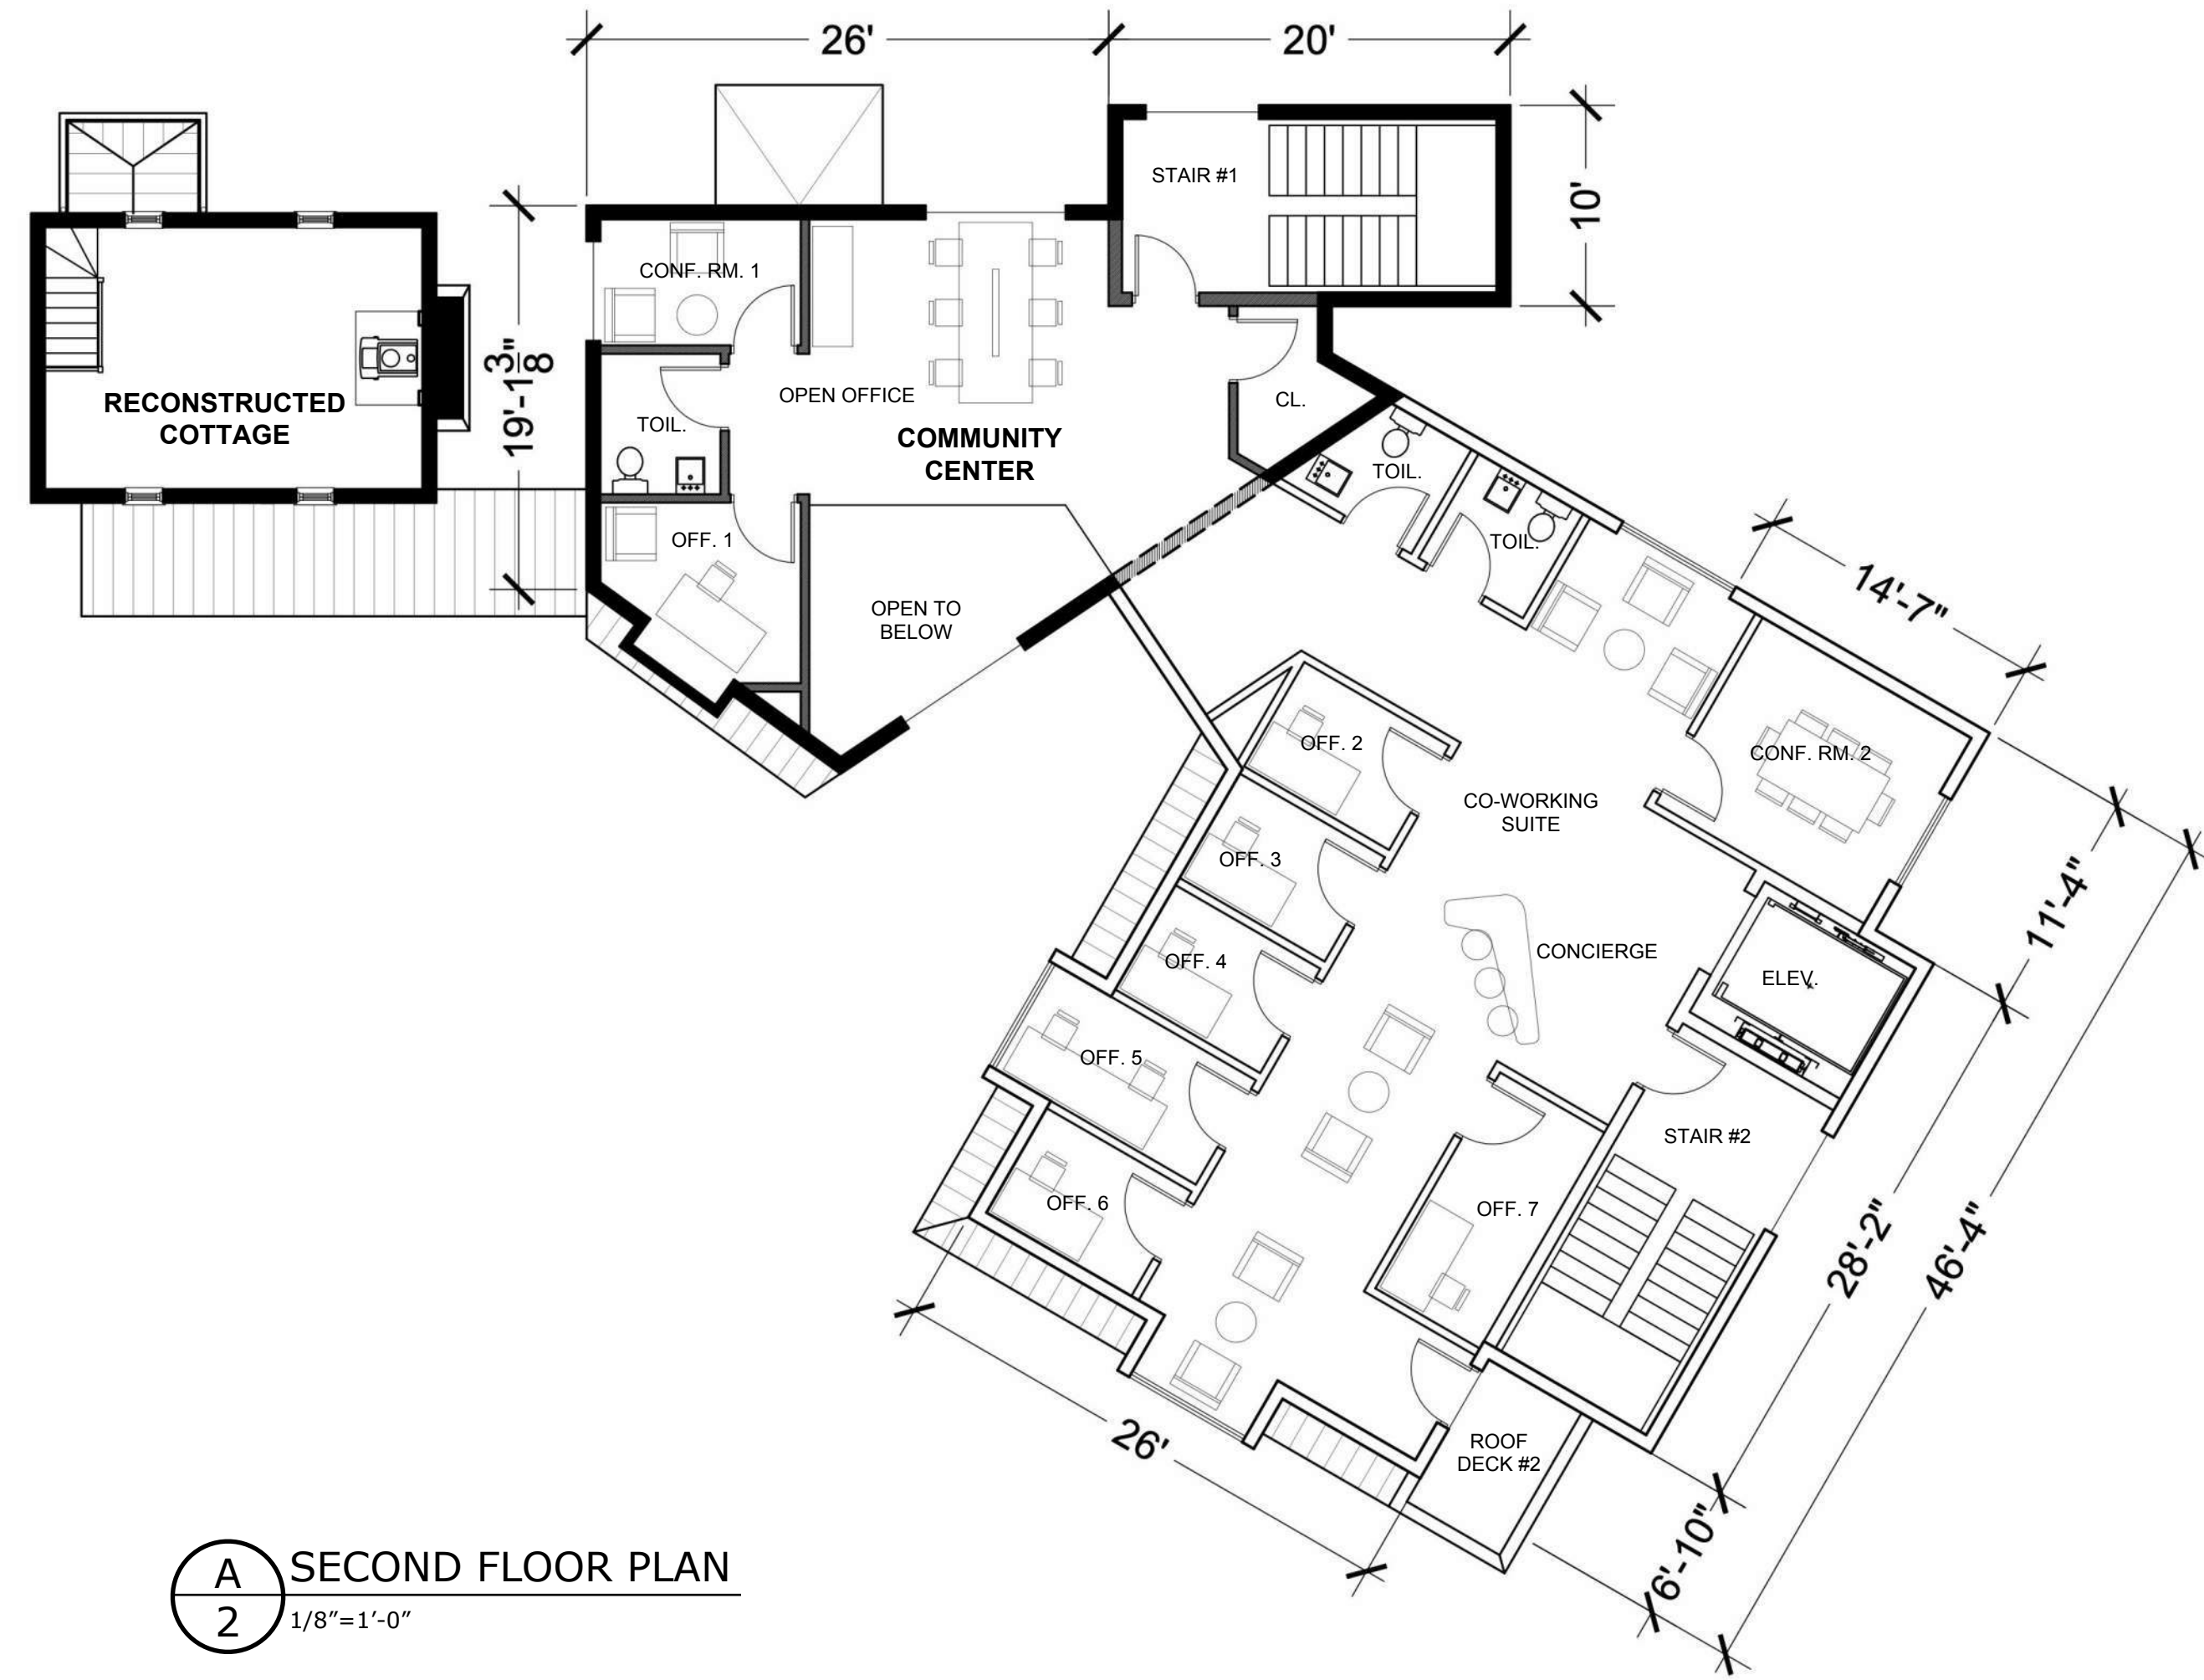 26'
20'
10'
STAIR #1
CONF. RM. 1
19'-1 3/8"
RECONSTRUCTED
COTTAGE
OPEN OFFICE
TOIL.
COMMUNITY
CENTER
CL.
TOIL.
TOIL.
OFF. 1
OPEN TO
BELOW
14'-7"
OFF. 2
CONF. RM. 2
CO-WORKING
SUITE
OFF. 3
11'-4"
CONCIERGE
OFF. 4
ELEV.
OFF. 5
STAIR #2
OFF. 6
OFF. 7
28'-2"
46'-4"
26'
ROOF
DECK #2
6'-10"
A
2
SECOND FLOOR PLAN
1/8"=1'-0"